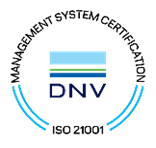 MANAGEMENT SYSTEM CERTIFICATION
DNV
ISO 21001